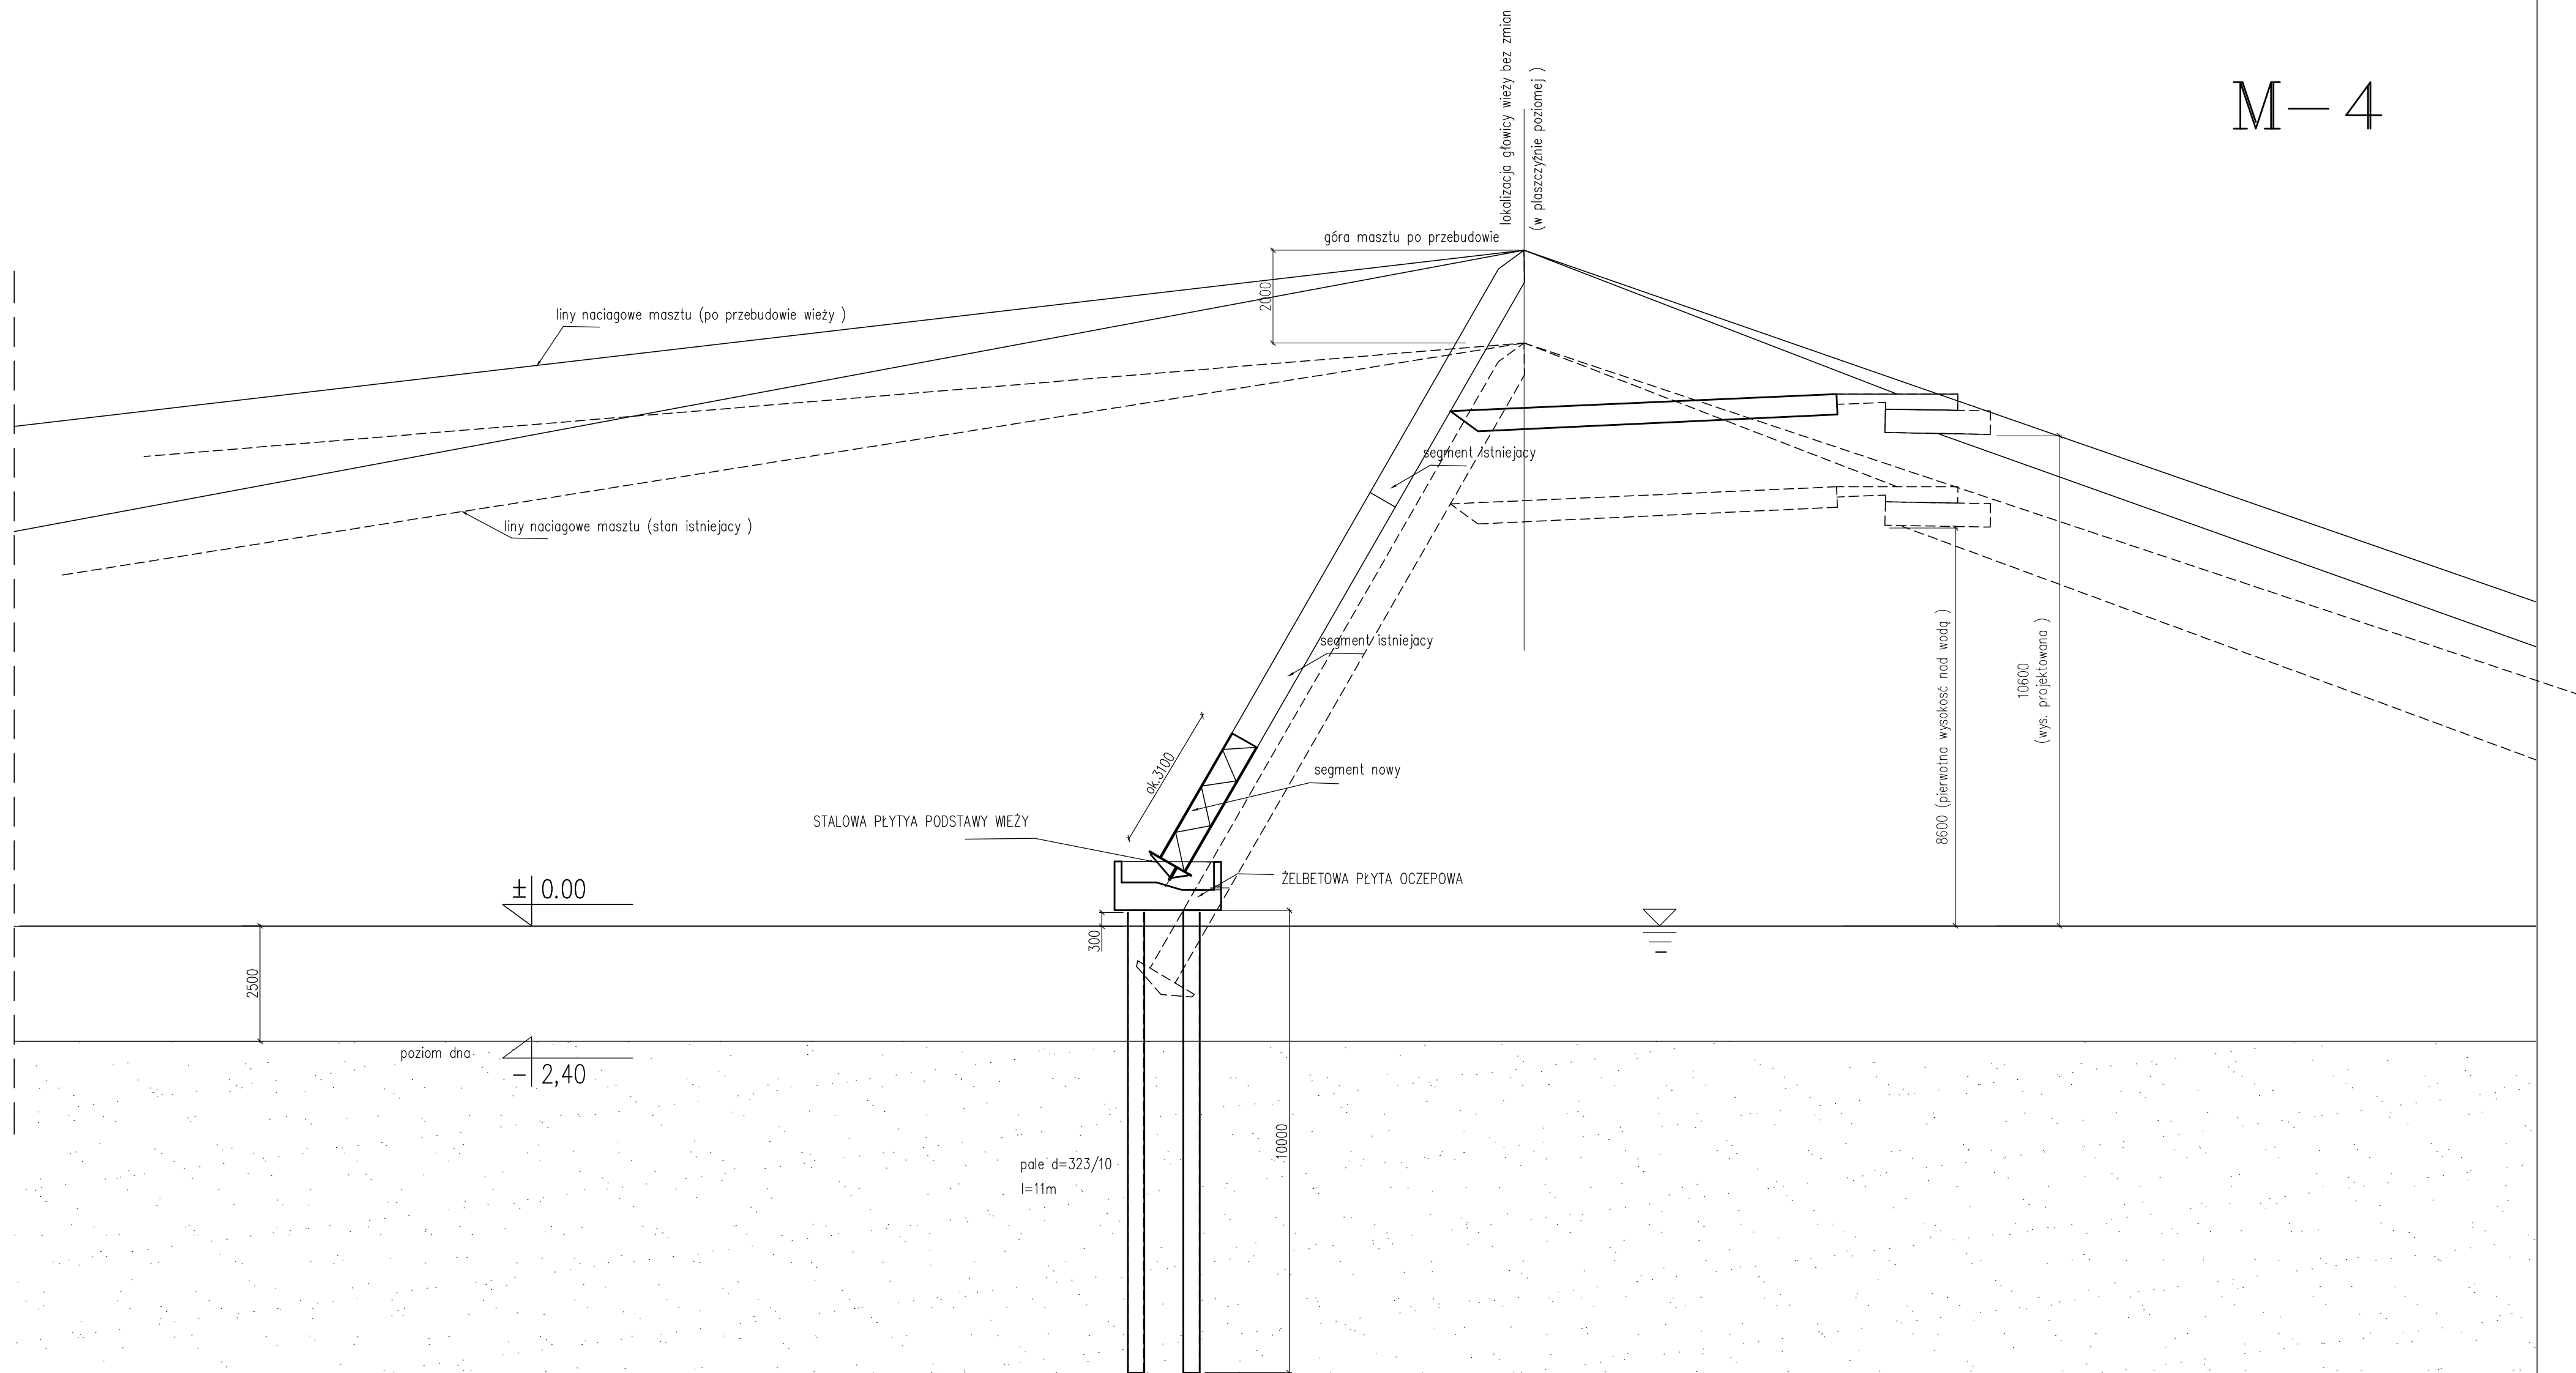 lokalizacja głowicy wieży bez zmian
(w plaszczyźnie poziomej )
M-4
góra masztu po przebudowie
2000
liny naciagowe masztu (po przebudowie wieży )
segment istniejacy
liny naciagowe masztu (stan istniejacy )
segment istniejacy
8600 (pierwotna wysokość nad wodą )
10600
(wys. projektowana )
ok.3100
segment nowy
STALOWA PŁYTYA PODSTAWY WIEŻY
ŻELBETOWA PŁYTA OCZEPOWA
± 0.00
300
2500
poziom dna
- 2,40
10000
pale d=323/10
l=11m